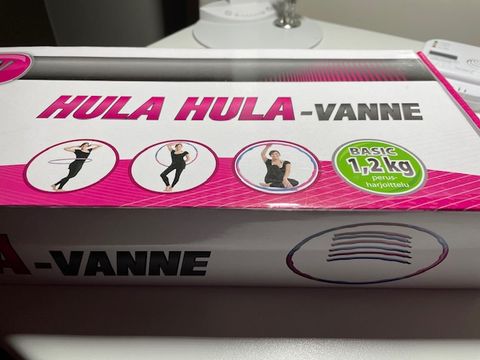 HULA HULA-VANNE
BASIC
1,2 kg
perus-
harjoittelu
A-VANNE